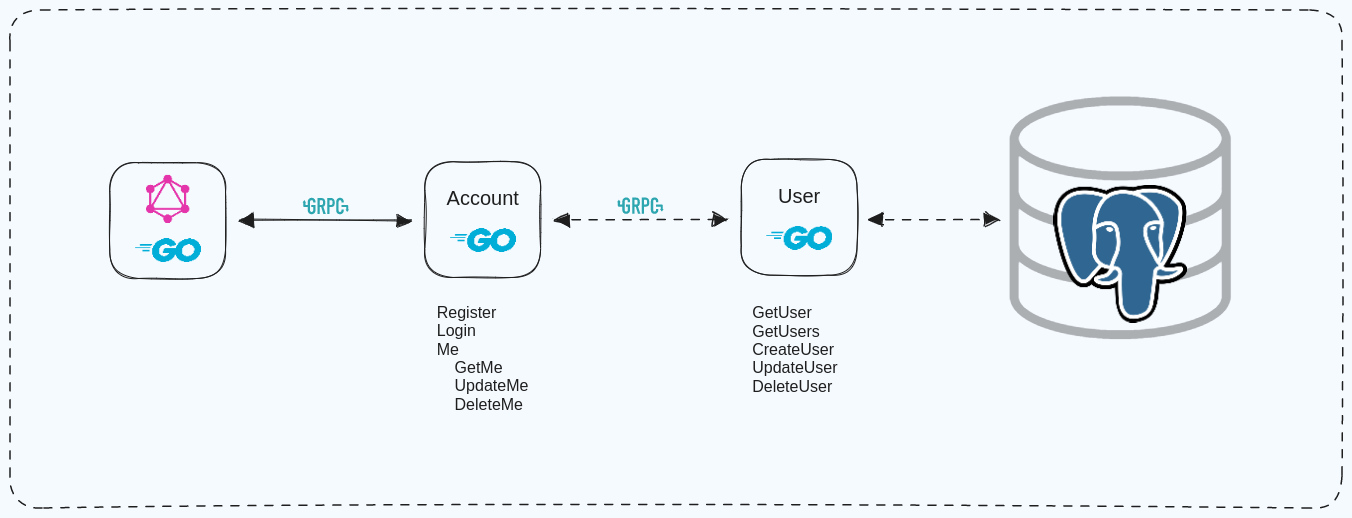 GO
GRPC
Account
GO
GRPC
User
GO
Register
Login
Me
GetMe
UpdateMe
DeleteMe
GetUser
GetUsers
CreateUser
UpdateUser
DeleteUser